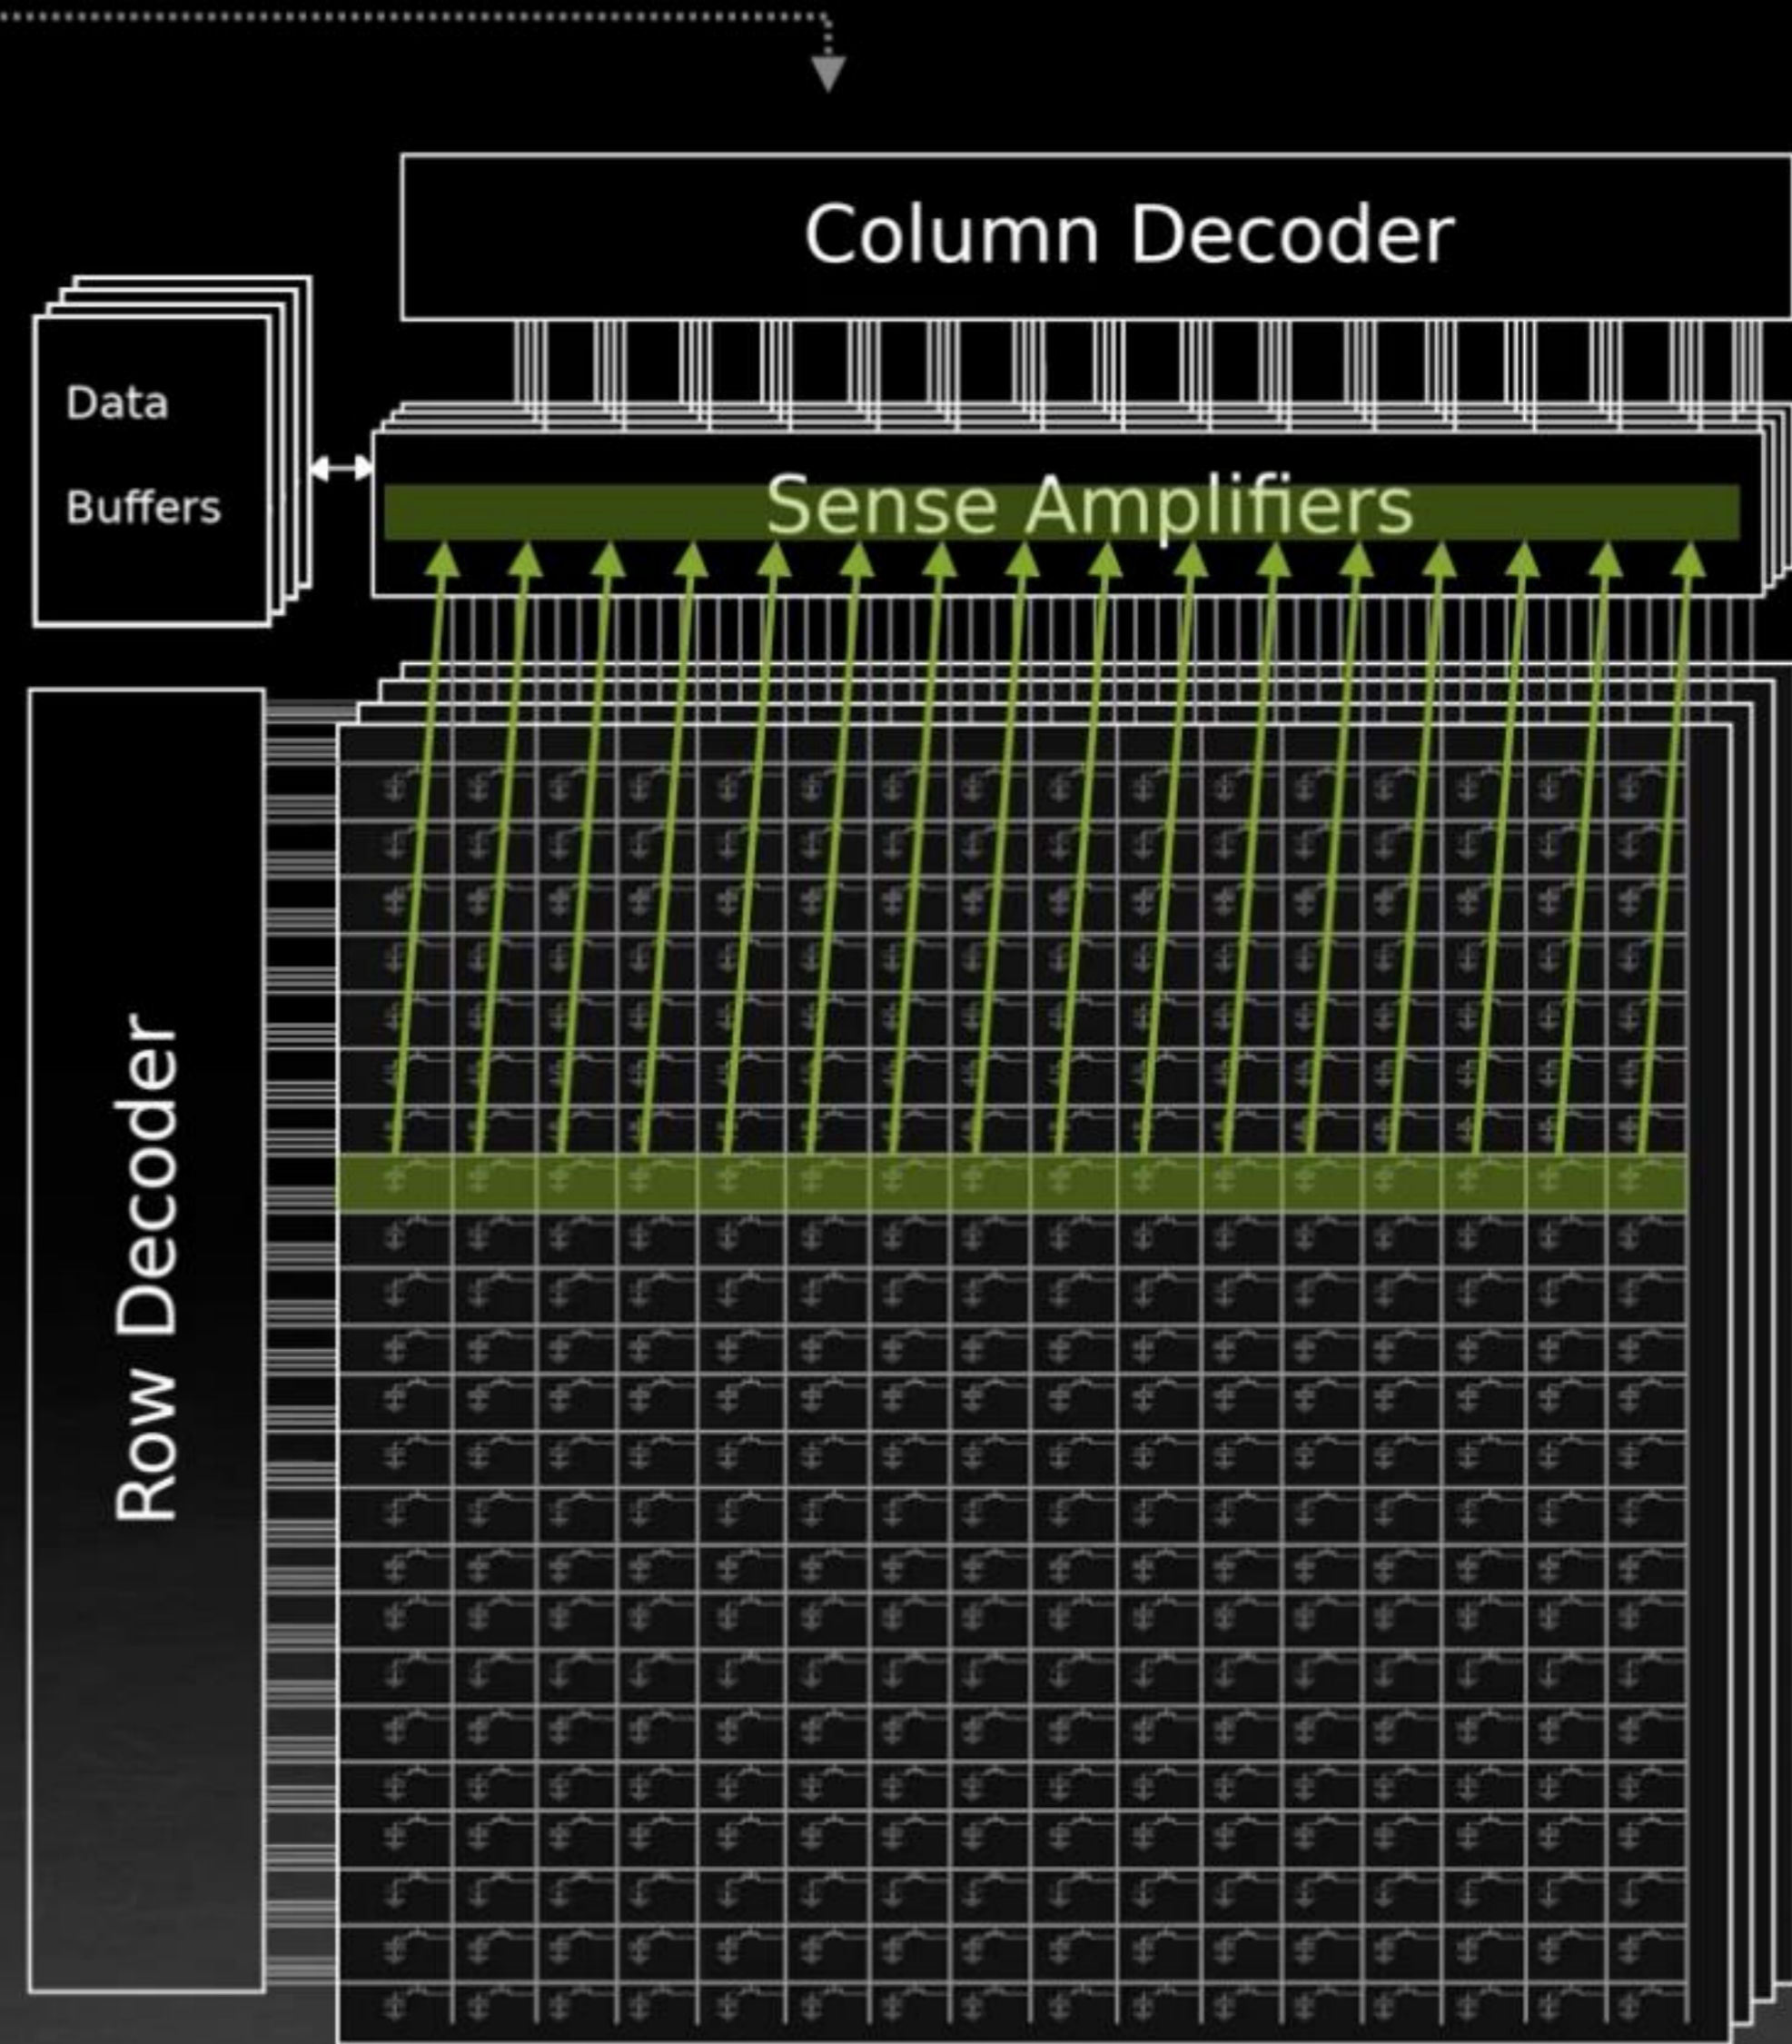 Column Decoder
Data
Buffers
Sense Amplifiers
Row Decoder